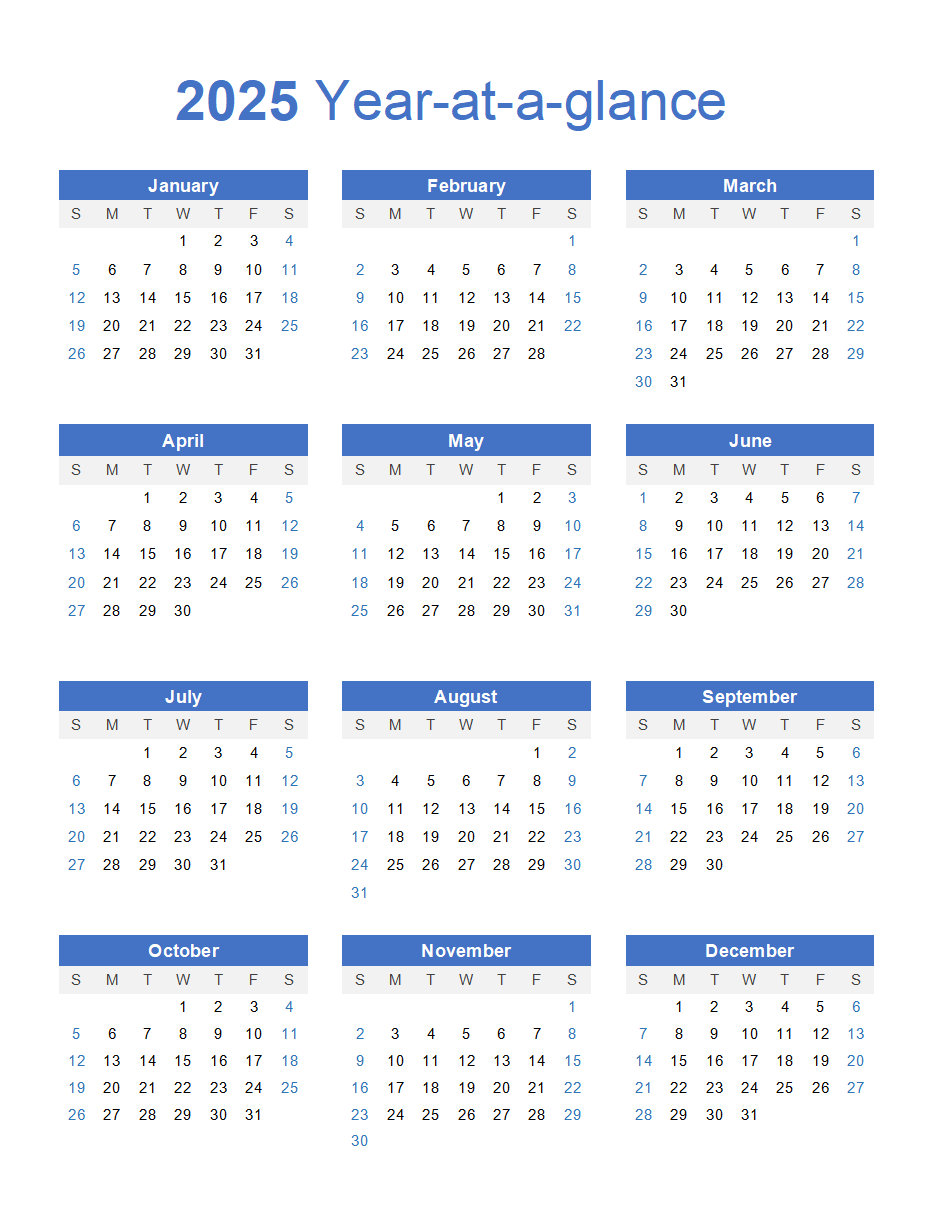 2025 Year-at-a-glance
January
S M T W T F S
1 2 3 4
5 6 7 8 9 10 11
12 13 14 15 16 17 18
19 20 21 22 23 24 25
26 27 28 29 30 31
February
S M T W T F S
1
2 3 4 5 6 7 8
9 10 11 12 13 14 15
16 17 18 19 20 21 22
23 24 25 26 27 28
March
S M T W T F S
1
2 3 4 5 6 7 8
9 10 11 12 13 14 15
16 17 18 19 20 21 22
23 24 25 26 27 28 29
30 31
April
S M T W T F S
1 2 3 4 5
6 7 8 9 10 11 12
13 14 15 16 17 18 19
20 21 22 23 24 25 26
27 28 29 30
May
S M T W T F S
1 2 3
4 5 6 7 8 9 10
11 12 13 14 15 16 17
18 19 20 21 22 23 24
25 26 27 28 29 30 31
June
S M T W T F S
1 2 3 4 5 6 7
8 9 10 11 12 13 14
15 16 17 18 19 20 21
22 23 24 25 26 27 28
29 30
July
S M T W T F S
1 2 3 4 5
6 7 8 9 10 11 12
13 14 15 16 17 18 19
20 21 22 23 24 25 26
27 28 29 30 31
August
S M T W T F S
1 2
3 4 5 6 7 8 9
10 11 12 13 14 15 16
17 18 19 20 21 22 23
24 25 26 27 28 29 30
31
September
S M T W T F S
1 2 3 4 5 6
7 8 9 10 11 12 13
14 15 16 17 18 19 20
21 22 23 24 25 26 27
28 29 30
October
S M T W T F S
1 2 3 4
5 6 7 8 9 10 11
12 13 14 15 16 17 18
19 20 21 22 23 24 25
26 27 28 29 30 31
November
S M T W T F S
1
2 3 4 5 6 7 8
9 10 11 12 13 14 15
16 17 18 19 20 21 22
23 24 25 26 27 28 29
30
December
S M T W T F S
1 2 3 4 5 6
7 8 9 10 11 12 13
14 15 16 17 18 19 20
21 22 23 24 25 26 27
28 29 30 31